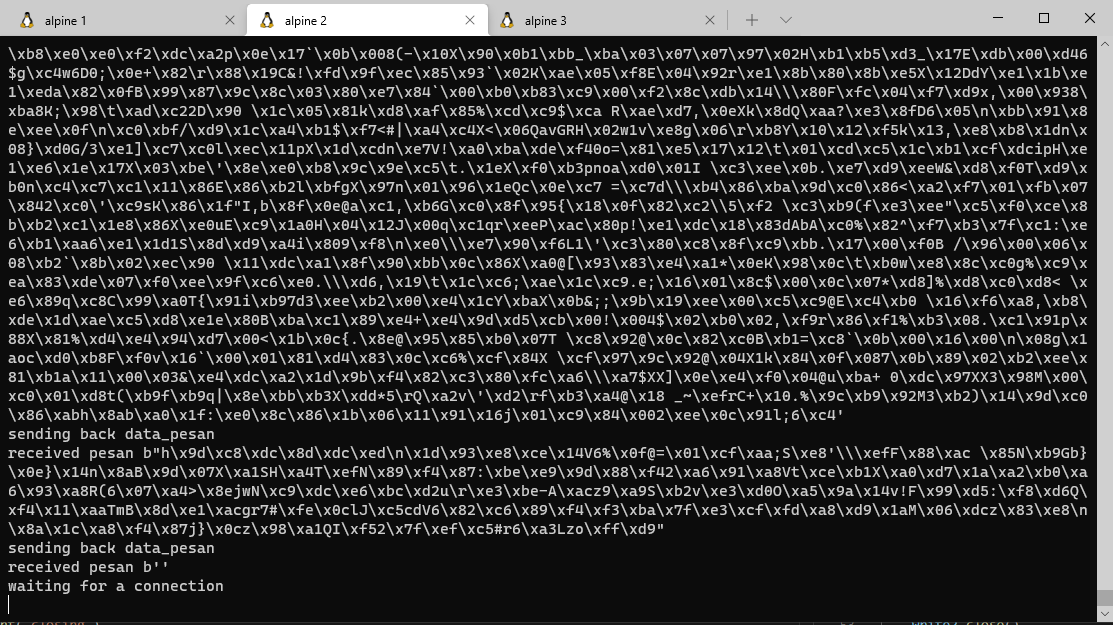 alpine 1
alpine 2
alpine 3
\xb8\xe0\xe0\xf2\xdc\xa2p\x0e\x17`\x0b\x008(-\x10X\x90\x0b1\xbb_\xba\x03\x07\x07\x97\x02H\xb1\xb5\xd3_\x17E\xdb\x00\xd46
$g\xc4w6D0;\x0e+\x82\r\x88\x19C&!\xfd\x9f\xec\x85\x93`\x02K\xae\x05\xf8E\x04\x92r\xe1\x8b\x80\x8b\xe5X\x12DdY\xe1\x1b\xe
1\xeda\x82\x0fB\x99\x87\x9c\x8c\x03\x80\xe7\x84`\x00\xb0\xb83\xc9\x00\xf2\x8c\xdb\x14\\\x80F\xfc\x04\xf7\xd9x,\x00\x938\
xba8K;\x98\t\xad\xc22D\x90 \x1c\x05\x81k\xd8\xaf\x85%\xcd\xc9$\xca R\xae\xd7,\x0eXk\x8dQ\xaa?\xe3\x8fD6\x05\n\xbb\x91\x8
e\xee\x0f\n\xc0\xbf/\xd9\x1c\xa4\xb1$\xf7<#|\xa4\xc4X<\x06QavGRH\x02w1v\xe8g\x06\r\xb8Y\x10\x12\xf5k\x13,\xe8\xb8\x1dn\x
08}\xd0G/3\xe1]\xc7\xc0l\xec\x11pX\x1d\xcdn\xe7V!\xa0\xba\xde\xf40o=\x81\xe5\x17\x12\t\x01\xcd\xc5\x1c\xb1\xcf\xdcipH\xe
1\xe6\x1e\x17X\x03\xbe\'\x8e\xe0\xb8\x9c\x9e\xc5\t.\x1eX\xf0\xb3pnoa\xd0\x01I \xc3\xee\x0b.\xe7\xd9\xeeW&\xd8\xf0T\xd9\x
b0n\xc4\xc7\xc1\x11\x86E\x86\xb2l\xbfgX\x97n\x01\x96\x1eQc\x0e\xc7 =\xc7d\\\xb4\x86\xba\x9d\xc0\x86<\xa2\xf7\x01\xfb\x07
\x842\xc0\'\xc9sK\x86\x1f"I,b\x8f\x0e@a\xc1,\xb6G\xc0\x8f\x95{\x18\x0f\x82\xc2\\5\xf2 \xc3\xb9(f\xe3\xee"\xc5\xf0\xce\x8
b\xb2\xc1\x1e8\x86X\xe0uE\xc9\x1a0H\x04\x12J\x00q\xc1qr\xeeP\xac\x80p!\xe1\xdc\x18\x83dAbA\xc0%\x82^\xf7\xb3\x7f\xc1:\xe
6\xb1\xaa6\xe1\x1d1S\x8d\xd9\xa4i\x809\xf8\n\xe0\\\xe7\x90\xf6L1\'\xc3\x80\xc8\x8f\xc9\xbb.\x17\x00\xf0B /\x96\x00\x06\x
08\xb2`\x8b\x02\xec\x90 \x11\xdc\xa1\x8f\x90\xbb\x0c\x86X\xa0@[\x93\x83\xe4\xa1*\x0eK\x98\x0c\t\xb0w\xe8\x8c\xc0g%\xc9\x
ea\x83\xde\x07\xf0\xee\x9f\xc6\xe0.\\\xd6,\x19\t\x1c\xc6;\xae\x1c\xc9.e;\x16\x01\x8c$\x00\x0c\x07*\xd8]%\xd8\xc0\xd8< \x
e6\x89q\xc8C\x99\xa0T{\x91i\xb97d3\xee\xb2\x00\xe4\x1cY\xbaX\x0b&;;\x9b\x19\xee\x00\xc5\xc9@E\xc4\xb0 \x16\xf6\xa8,\xb8\
xde\x1d\xae\xc5\xd8\xe1e\x80B\xba\xc1\x89\xe4+\xe4\x9d\xd5\xcb\x00!\x004$\x02\xb0\x02,\xf9r\x86\xf1%\xb3\x08.\xc1\x91p\x
88X\x81%\xd4\xe4\x94\xd7\x00<\x1b\x0c{.\x8e@\x95\x85\xb0\x07T \xc8\x92@\x0c\x82\xc0B\xb1=\xc8`\x0b\x00\x16\x00\n\x08g\x1
aoc\xd0\xb8F\xf0v\x16`\x00\x01\x81\xd4\x83\x0c\xc6%\xcf\x84X \xcf\x97\x9c\x92@\x04X1k\x84\x0f\x087\x0b\x89\x02\xb2\xee\x
81\xb1a\x11\x00\x03&\xe4\xdc\xa2\x1d\x9b\xf4\x82\xc3\x80\xfc\xa6\\\xa7$XX]\x0e\xe4\xf0\x04@u\xba+ 0\xdc\x97XX3\x98M\x00\
xc0\x01\xd8t(\xb9f\xb9q|\x8e\xbb\xb3X\xdd*5\rQ\xa2v\'\xd2\rf\xb3\xa4@\x18 _~\xefrC+\x10.%\x9c\xb9\x92M3\xb2)\x14\x9d\xc0
\x86\xabh\x8ab\xa0\x1f:\xe0\x8c\x86\x1b\x06\x11\x91\x16j\x01\xc9\x84\x002\xee\x0c\x91l;6\xc4'
sending back data_pesan
received pesan b"h\x9d\xc8\xdc\x8d\xdc\xed\n\x1d\x93\xe8\xce\x14V6%\x0f@=\x01\xcf\xaa;S\xe8'\\\xefF\x88\xac \x85N\xb9Gb}
\x0e}\x14n\x8aB\x9d\x07X\xa1SH\xa4T\xefN\x89\xf4\x87:\xbe\xe9\x9d\x88\xf42\xa6\x91\xa8Vt\xce\xb1X\xa0\xd7\x1a\xa2\xb0\xa
6\x93\xa8R(6\x07\xa4>\x8ejwN\xc9\xdc\xe6\xbc\xd2u\r\xe3\xbe-A\xacz9\xa9S\xb2v\xe3\xd0O\xa5\x9a\x14v!F\x99\xd5:\xf8\xd6Q\
xf4\x11\xaaTmB\x8d\xe1\xacgr7#\xfe\x0clJ\xc5cdV6\x82\xc6\x89\xf4\xf3\xba\x7f\xe3\xcf\xfd\xa8\xd9\x1aM\x06\xdcz\x83\xe8\n
\x8a\x1c\xa8\xf4\x87j}\x0cz\x98\xa1QI\xf52\x7f\xef\xc5#r6\xa3Lzo\xff\xd9"
sending back data_pesan
received pesan b''
waiting for a connection